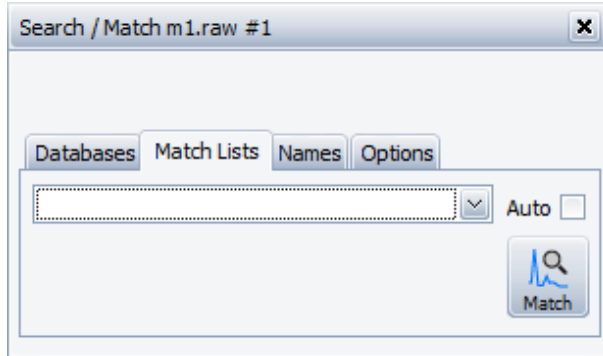 Search / Match m1.raw #1
Databases Match Lists Names Options
Auto
Match